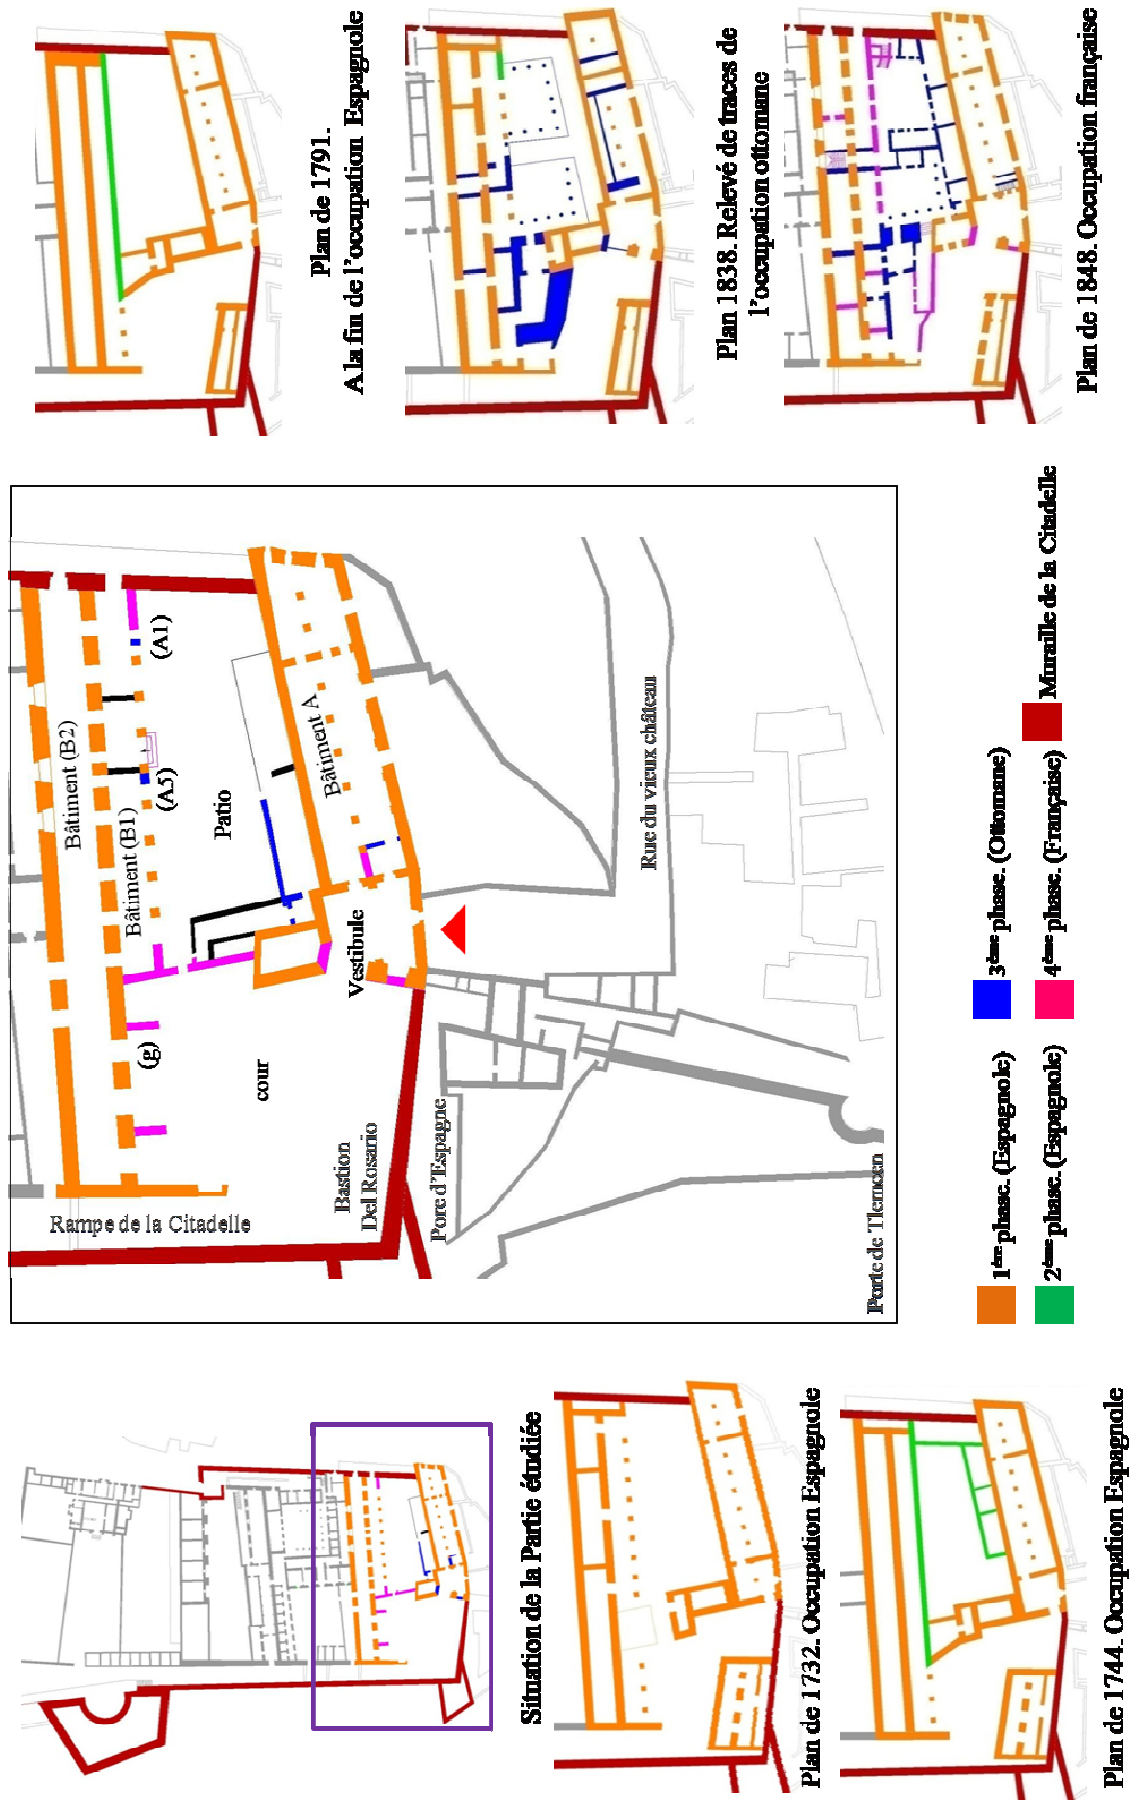 Situation de la Partie étudiée
Plan de 1732. Occupation Espagnole
Plan de 1744. Occupation Espagnole
Bâtiment (B2)
Bâtiment (B1)
(A1)
(A5)
(g)
Patio
Bâtiment A
Vestibule
cour
Rampe de la Citadelle
Bastion
Del Rosario
Pore d'Espagne
Rue du vieux château
Porte de Tlemcen
1ère phase. (Espagnole)
2ème phase. (Espagnole)
3ème phase. (Ottomane)
4ème phase. (Française)
Muraille de la Citadelle
Plan de 1791.
A la fin de l'occupation Espagnole
Plan 1838. Relevé de traces de
l'occupation ottomane
Plan de 1848. Occupation française